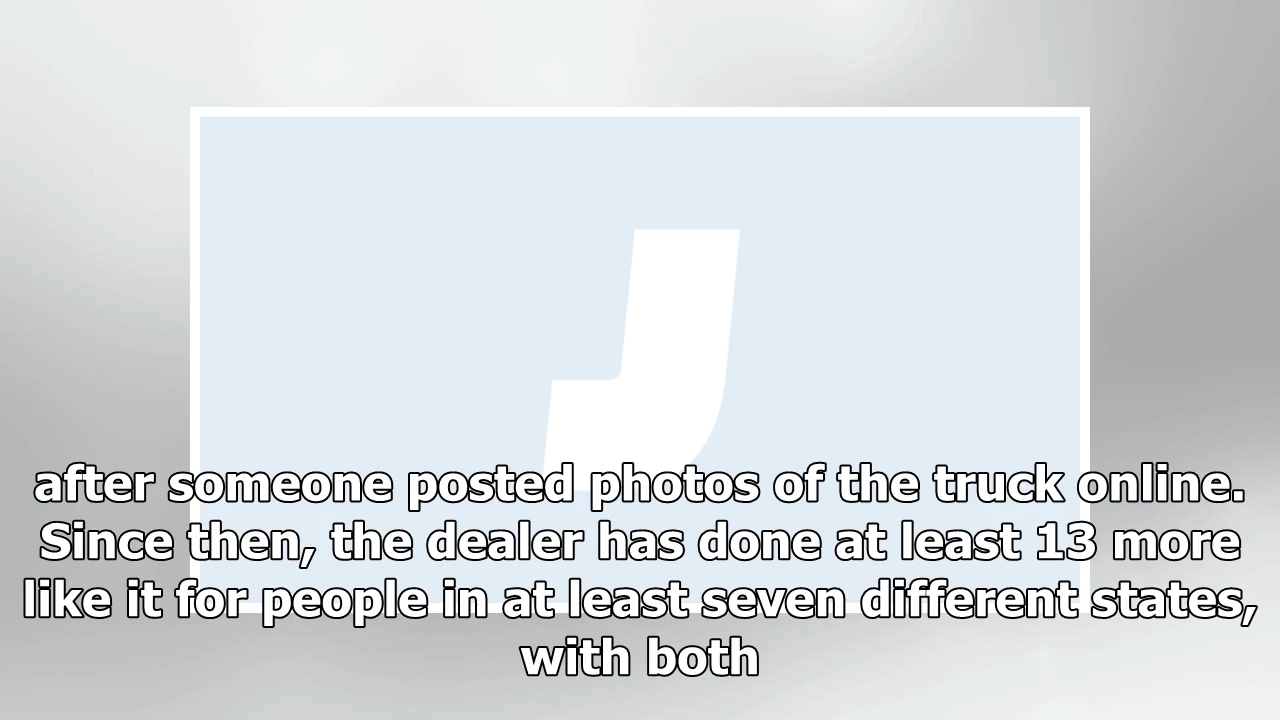 J
after someone posted photos of the truck online.
Since then, the dealer has done at least 13 more
like it for people in at least seven different states,
with both